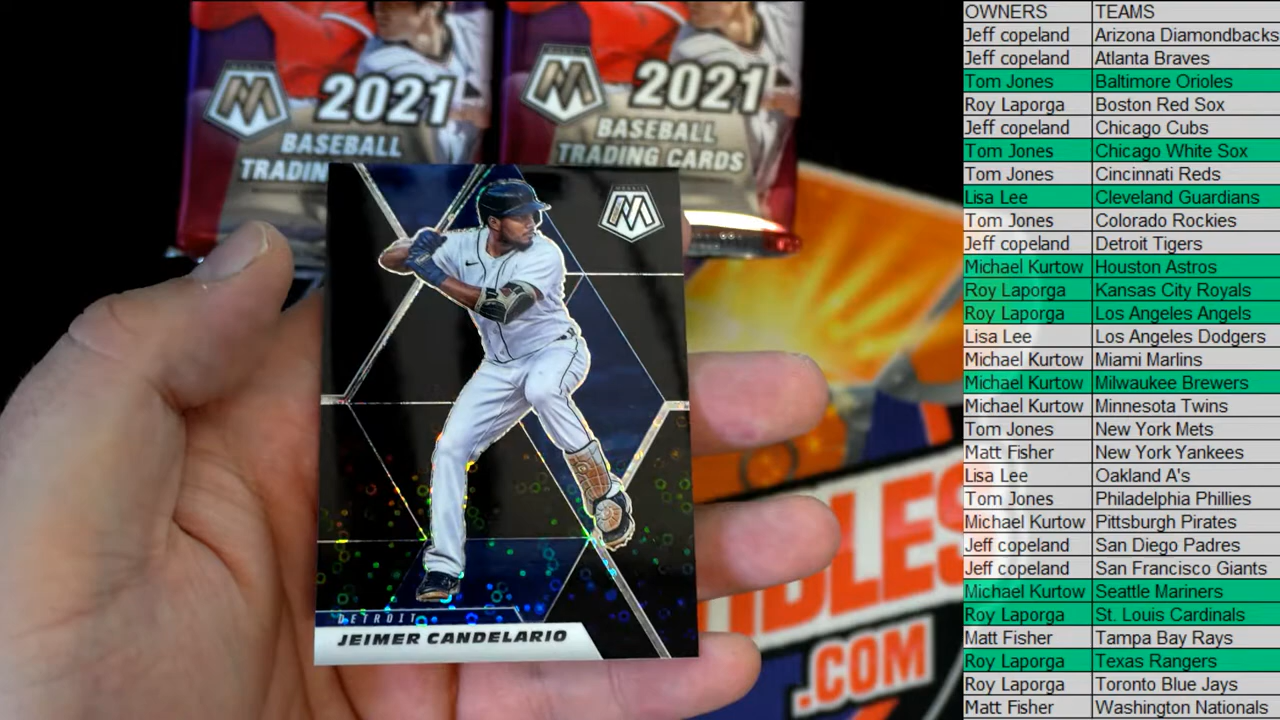 2021
BASEBALL
TRADING
2021
BASEBALL
TRADING CARDS
DETROIT
JEIMER CANDELARIO
.COM
OWNERS TEAMS
Jeff copeland Arizona Diamondbacks
Jeff copeland Atlanta Braves
Tom Jones Baltimore Orioles
Roy Laporga Boston Red Sox
Jeff copeland Chicago Cubs
Tom Jones Chicago White Sox
Tom Jones Cincinnati Reds
Lisa Lee Cleveland Guardians
Tom Jones Colorado Rockies
Jeff copeland Detroit Tigers
Michael Kurtow Houston Astros
Roy Laporga Kansas City Royals
Roy Laporga Los Angeles Angels
Lisa Lee Los Angeles Dodgers
Michael Kurtow Miami Marlins
Michael Kurtow Milwaukee Brewers
Michael Kurtow Minnesota Twins
Tom Jones New York Mets
Matt Fisher New York Yankees
Lisa Lee Oakland A's
Tom Jones Philadelphia Phillies
Michael Kurtow Pittsburgh Pirates
Jeff copeland San Diego Padres
Jeff copeland San Francisco Giants
Michael Kurtow Seattle Mariners
Roy Laporga St. Louis Cardinals
Matt Fisher Tampa Bay Rays
Roy Laporga Texas Rangers
Roy Laporga Toronto Blue Jays
Matt Fisher Washington Nationals